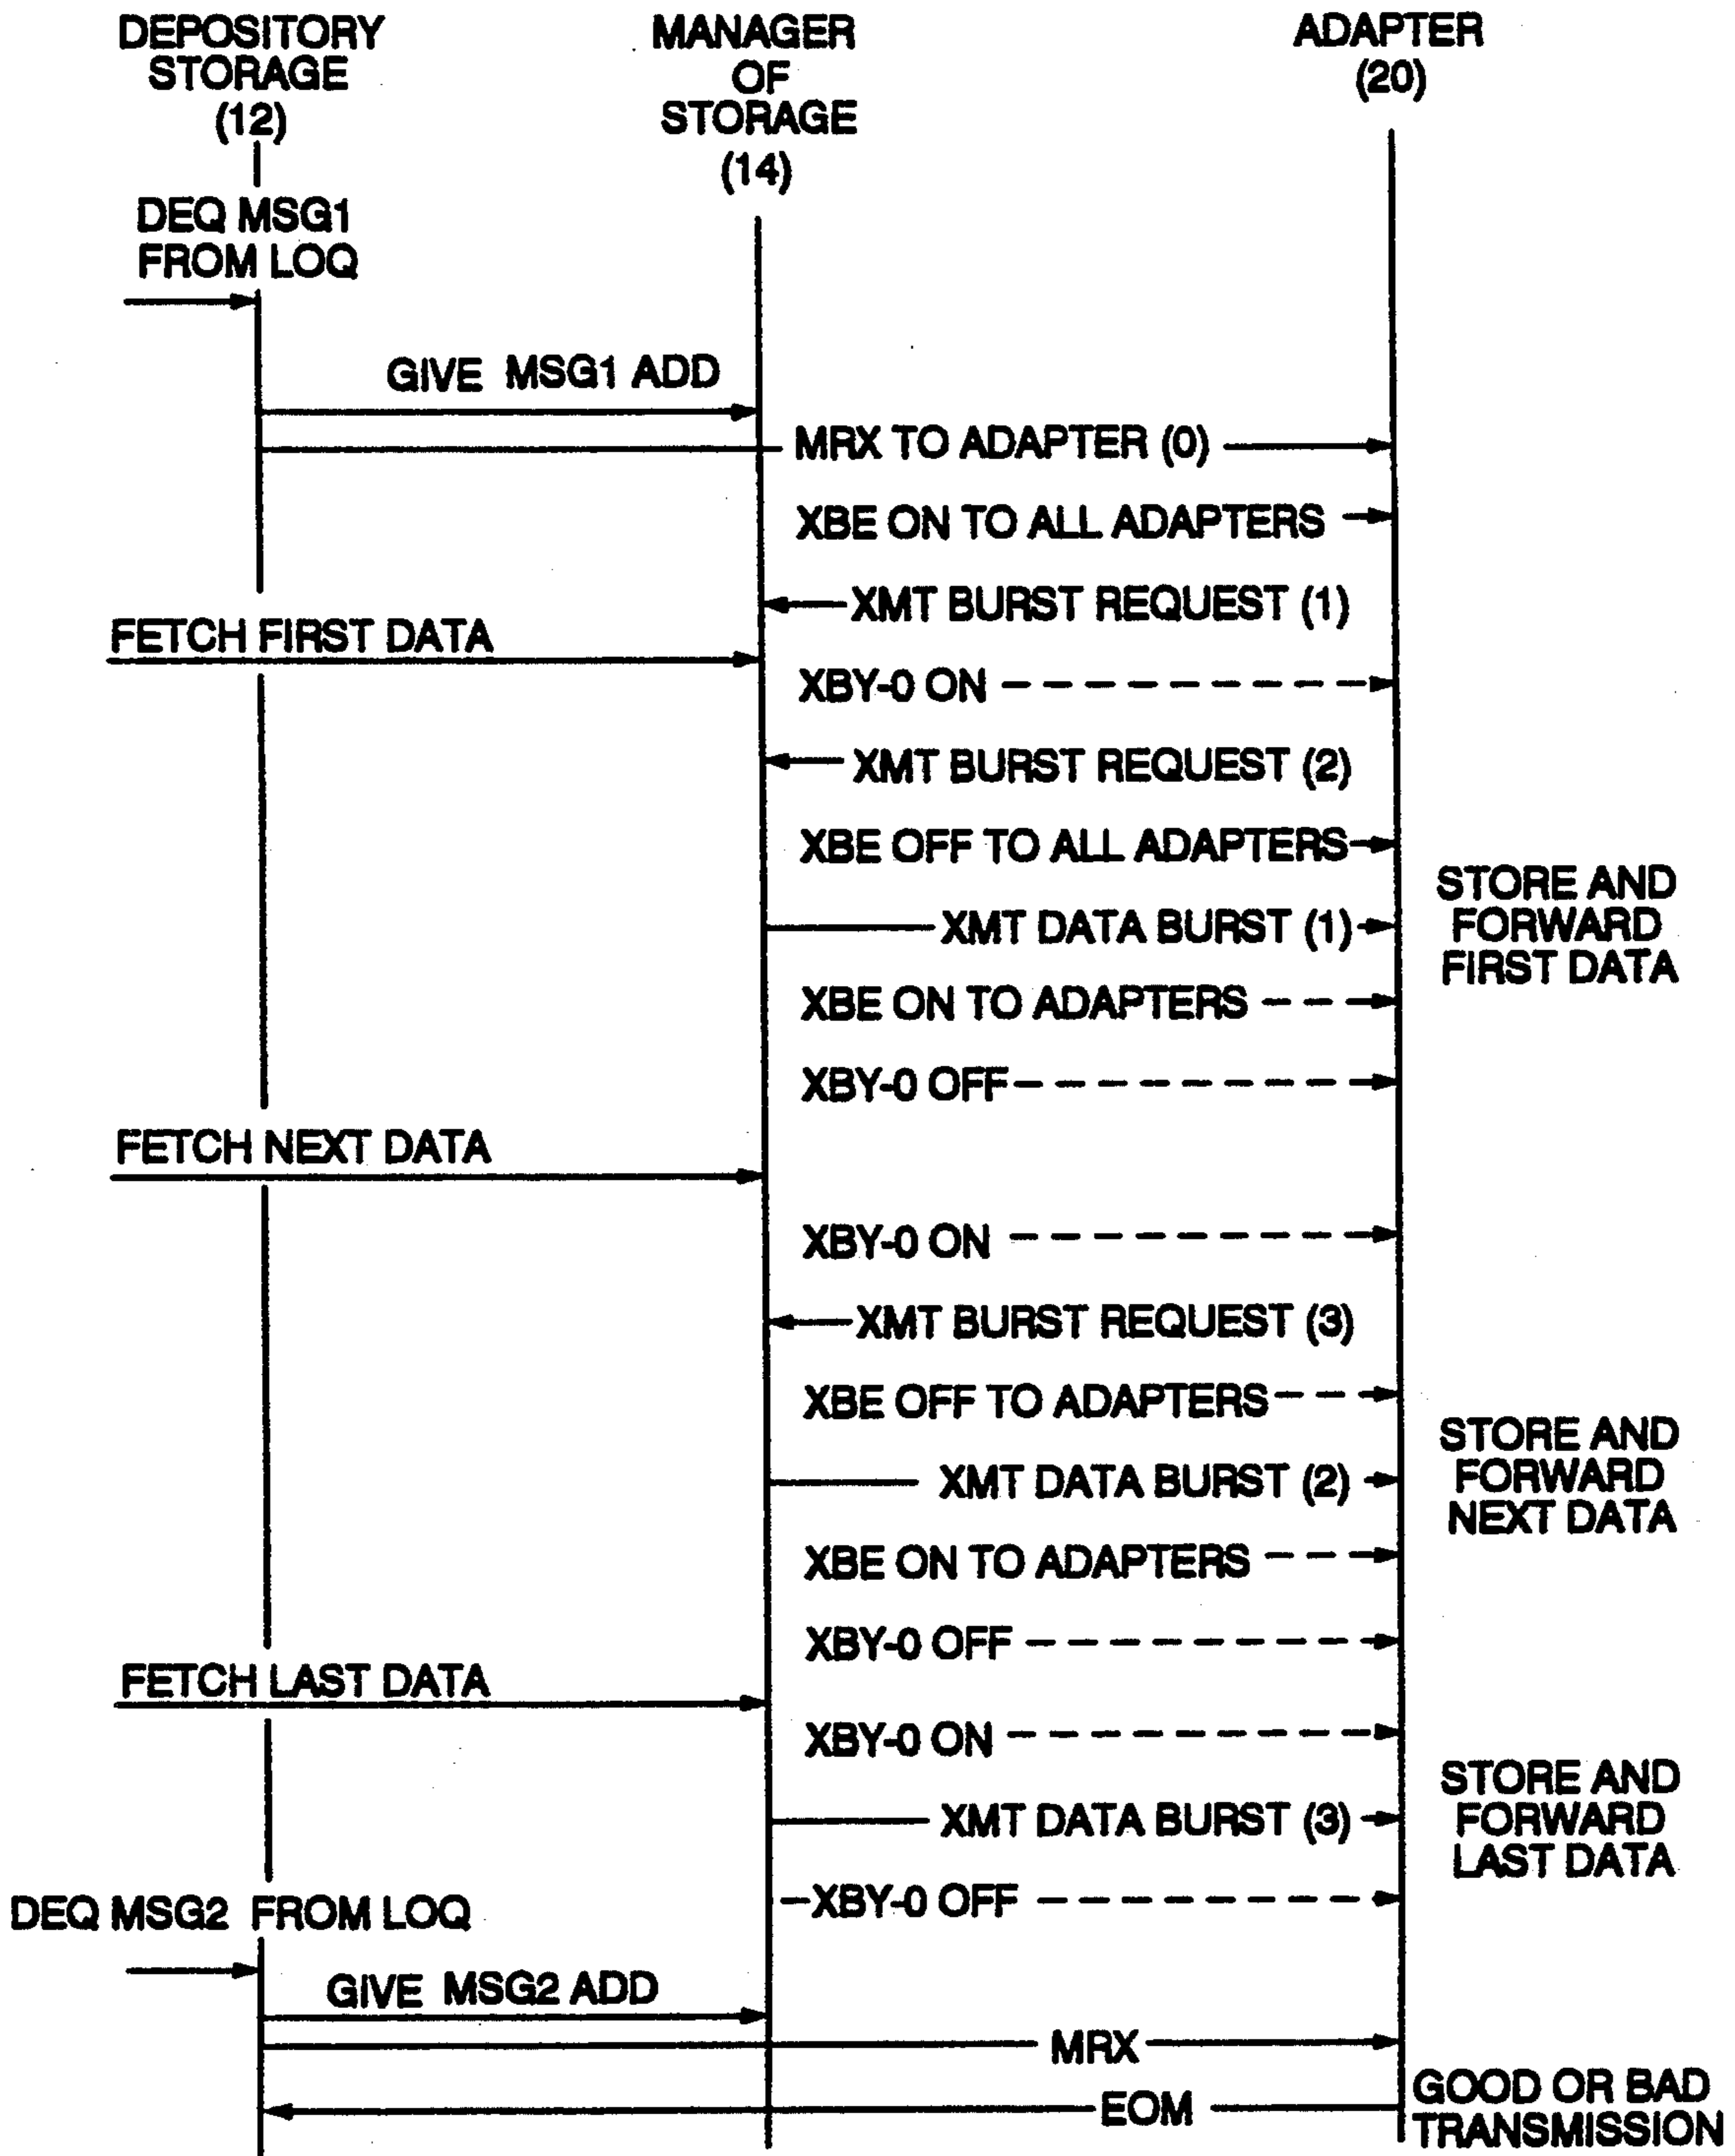 DEPOSITORY
STORAGE
(12)
MANAGER
OF
STORAGE
(14)
ADAPTER
(20)
DEQ MSG1
FROM LOQ
GIVE MSG1 ADD
MRX TO ADAPTER (0)
XBE ON TO ALL ADAPTERS
XMT BURST REQUEST (1)
FETCH FIRST DATA
XBY-0 ON
XMT BURST REQUEST (2)
XBE OFF TO ALL ADAPTERS
XMT DATA BURST (1)
STORE AND
FORWARD
FIRST DATA
XBE ON TO ADAPTERS
XBY-0 OFF
FETCH NEXT DATA
XBY-0 ON
XMT BURST REQUEST (3)
XBE OFF TO ADAPTERS
XMT DATA BURST (2)
STORE AND
FORWARD
NEXT DATA
XBE ON TO ADAPTERS
XBY-0 OFF
FETCH LAST DATA
XBY-0 ON
XMT DATA BURST (3)
STORE AND
FORWARD
LAST DATA
XBY-0 OFF
DEQ MSG2 FROM LOQ
GIVE MSG2 ADD
MRX
EOM
GOOD OR BAD
TRANSMISSION